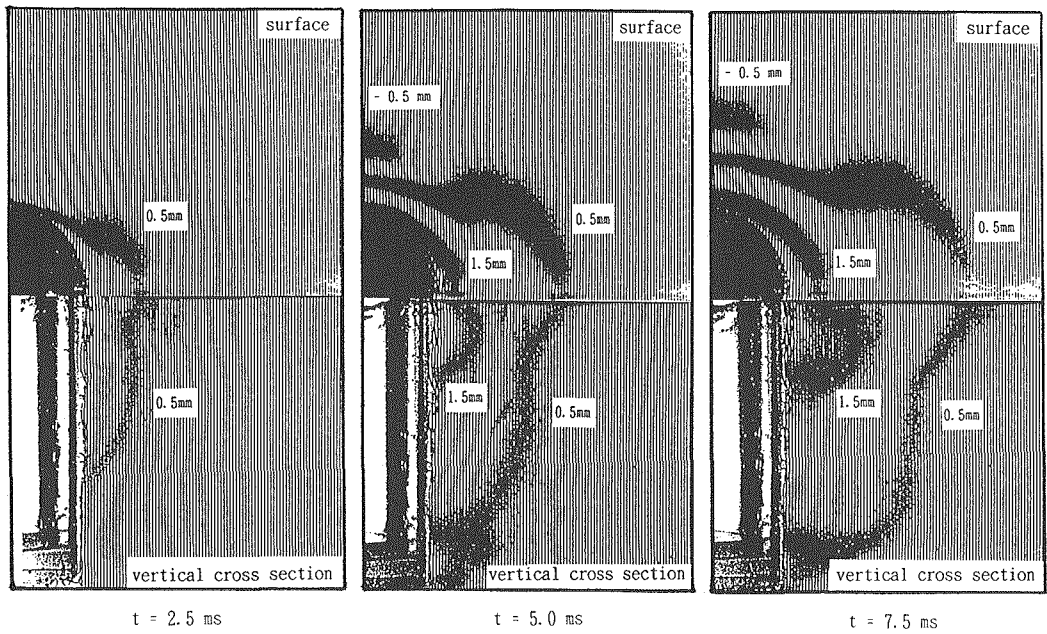 surface
0.5mm
0.5mm
vertical cross section
t = 2.5 ms
surface
- 0.5 mm
0.5mm
1.5mm
1.5mm
0.5mm
vertical cross section
t = 5.0 ms
surface
- 0.5 mm
0.5mm
1.5mm
1.5mm
0.5mm
vertical cross section
t = 7.5 ms